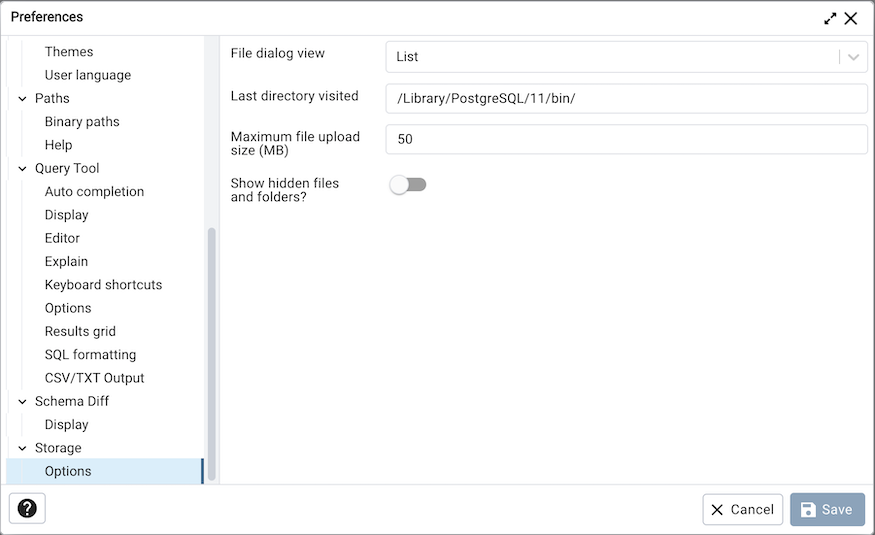 Preferences
Themes
User language
Paths
Binary paths
Help
Query Tool
Auto completion
Display
Editor
Explain
Keyboard shortcuts
Options
Results grid
SQL formatting
CSV/TXT Output
Schema Diff
Display
Storage
Options
File dialog view
List
Last directory visited
/Library/PostgreSQL/11/bin/
Maximum file upload
size (MB)
50
Show hidden files
and folders?
?
Cancel
Save